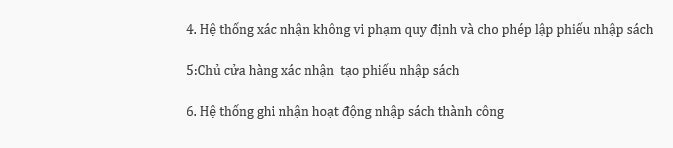 4. Hệ thống xác nhận không vi phạm quy định và cho phép lập phiếu nhập sách
5:Chủ cửa hàng xác nhận  tạo phiếu nhập sách
6. Hệ thống ghi nhận hoạt động nhập sách thành công